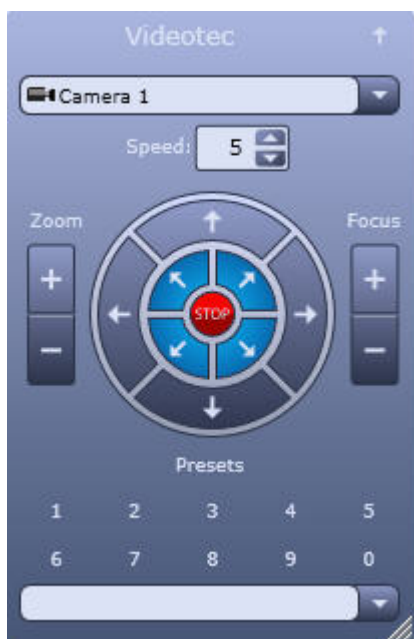 Videotec
Camera 1
Speed: 5
Zoom
Focus
+
+
STOP
−
−
Presets
1 2 3 4 5
6 7 8 9 0